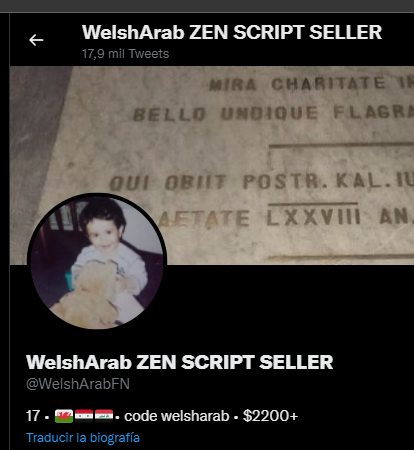 WelshArab ZEN SCRIPT SELLER
17,9 mil Tweets
MIRA CHARITATE
BELLO UNDIQUE FLAGRA
QUI OBIIT POSTR. KAL. IU
AETATE LXXVIII AN.
WelshArab ZEN SCRIPT SELLER
@WelshArabFN
17 • 🏴󠁧󠁢󠁷󠁬󠁳󠁿🇸🇾🇮🇶 • code welsharab • $2200+
Traducir la biografía